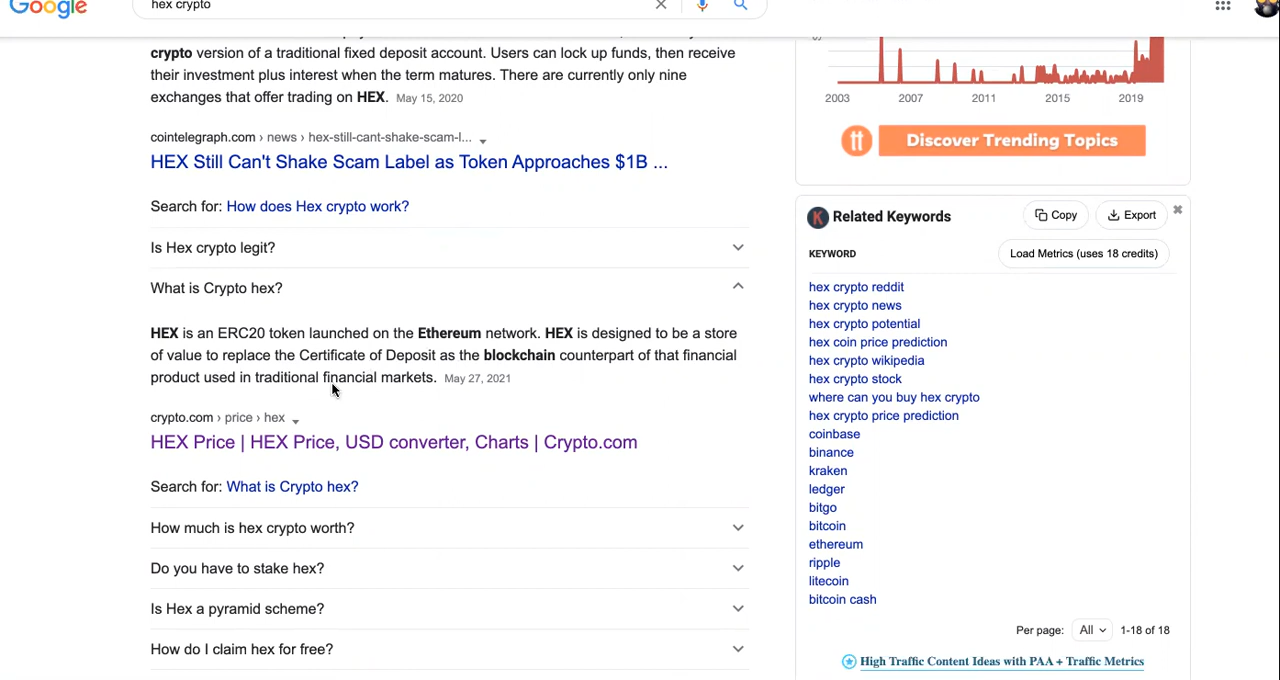 Google
hex crypto
crypto version of a traditional fixed deposit account. Users can lock up funds, then receive
their investment plus interest when the term matures. There are currently only nine
exchanges that offer trading on HEX. May 15, 2020
cointelegraph.com › news › hex-still-cant-shake-scam-l...
HEX Still Can't Shake Scam Label as Token Approaches $1B ...
Search for: How does Hex crypto work?
Is Hex crypto legit?
What is Crypto hex?
HEX is an ERC20 token launched on the Ethereum network. HEX is designed to be a store
of value to replace the Certificate of Deposit as the blockchain counterpart of that financial
product used in traditional financial markets. May 27, 2021
crypto.com › price › hex
HEX Price | HEX Price, USD converter, Charts | Crypto.com
Search for: What is Crypto hex?
How much is hex crypto worth?
Do you have to stake hex?
Is Hex a pyramid scheme?
How do I claim hex for free?
2003 2007 2011 2015 2019
tt Discover Trending Topics
K Related Keywords
Copy
Export
KEYWORD
Load Metrics (uses 18 credits)
hex crypto reddit
hex crypto news
hex crypto potential
hex coin price prediction
hex crypto wikipedia
hex crypto stock
where can you buy hex crypto
hex crypto price prediction
coinbase
binance
kraken
ledger
bitgo
bitcoin
ethereum
ripple
litecoin
bitcoin cash
Per page: All 1-18 of 18
High Traffic Content Ideas with PAA + Traffic Metrics